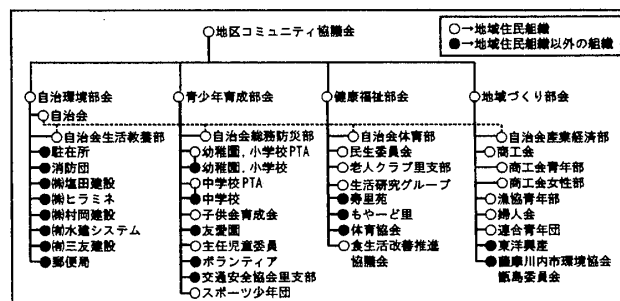 ○地区コミュニティ協議会
○→地域住民組織
●→地域住民組織以外の組織
○自治環境部会
○自治会
○自治会生活教養部
●駐在所
●消防団
●㈱塩田建設
●㈱ヒラミネ
●㈱村岡建設
●㈲水建システム
●㈲三友建設
●郵便局
○青少年育成部会
○自治会総務防災部
○幼稚園,小学校PTA
●幼稚園,小学校
○中学校PTA
●中学校
○子供会育成会
●友愛園
○主任児童委員
●ボランティア
●交通安全協会里支部
○スポーツ少年団
○健康福祉部会
○自治会体育部
○民生委員会
○老人クラブ里支部
○生活研究グループ
●寿里苑
●もやーど里
●体育協会
○食生活改善推進
協議会
○地域づくり部会
○自治会産業経済部
○商工会
○商工会青年部
○商工会女性部
○漁協青年部
○婦人会
○連合青年団
●東洋興産
●薩摩川内市環境協会
甑島委員会